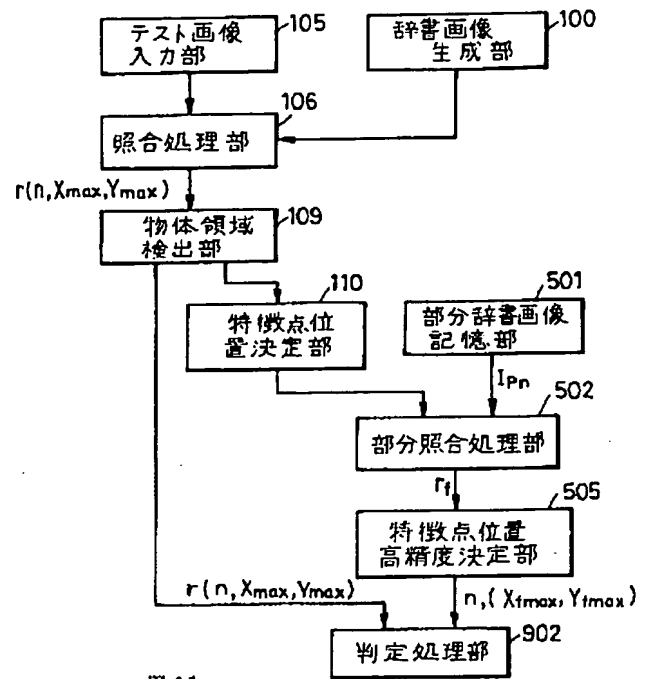 テスト画像
入力部
105
辞書画像
生成部
100
照合処理部
106
r(n,Xmax,Ymax)
物体領域
検出部
109
特徴点位
置決定部
110
部分辞書画像
記憶部
501
IPn
部分照合処理部
502
rf
特徴点位置
高精度決定部
505
r(n,Xmax,Ymax)
n,(Xfmax,Yfmax)
判定処理部
902